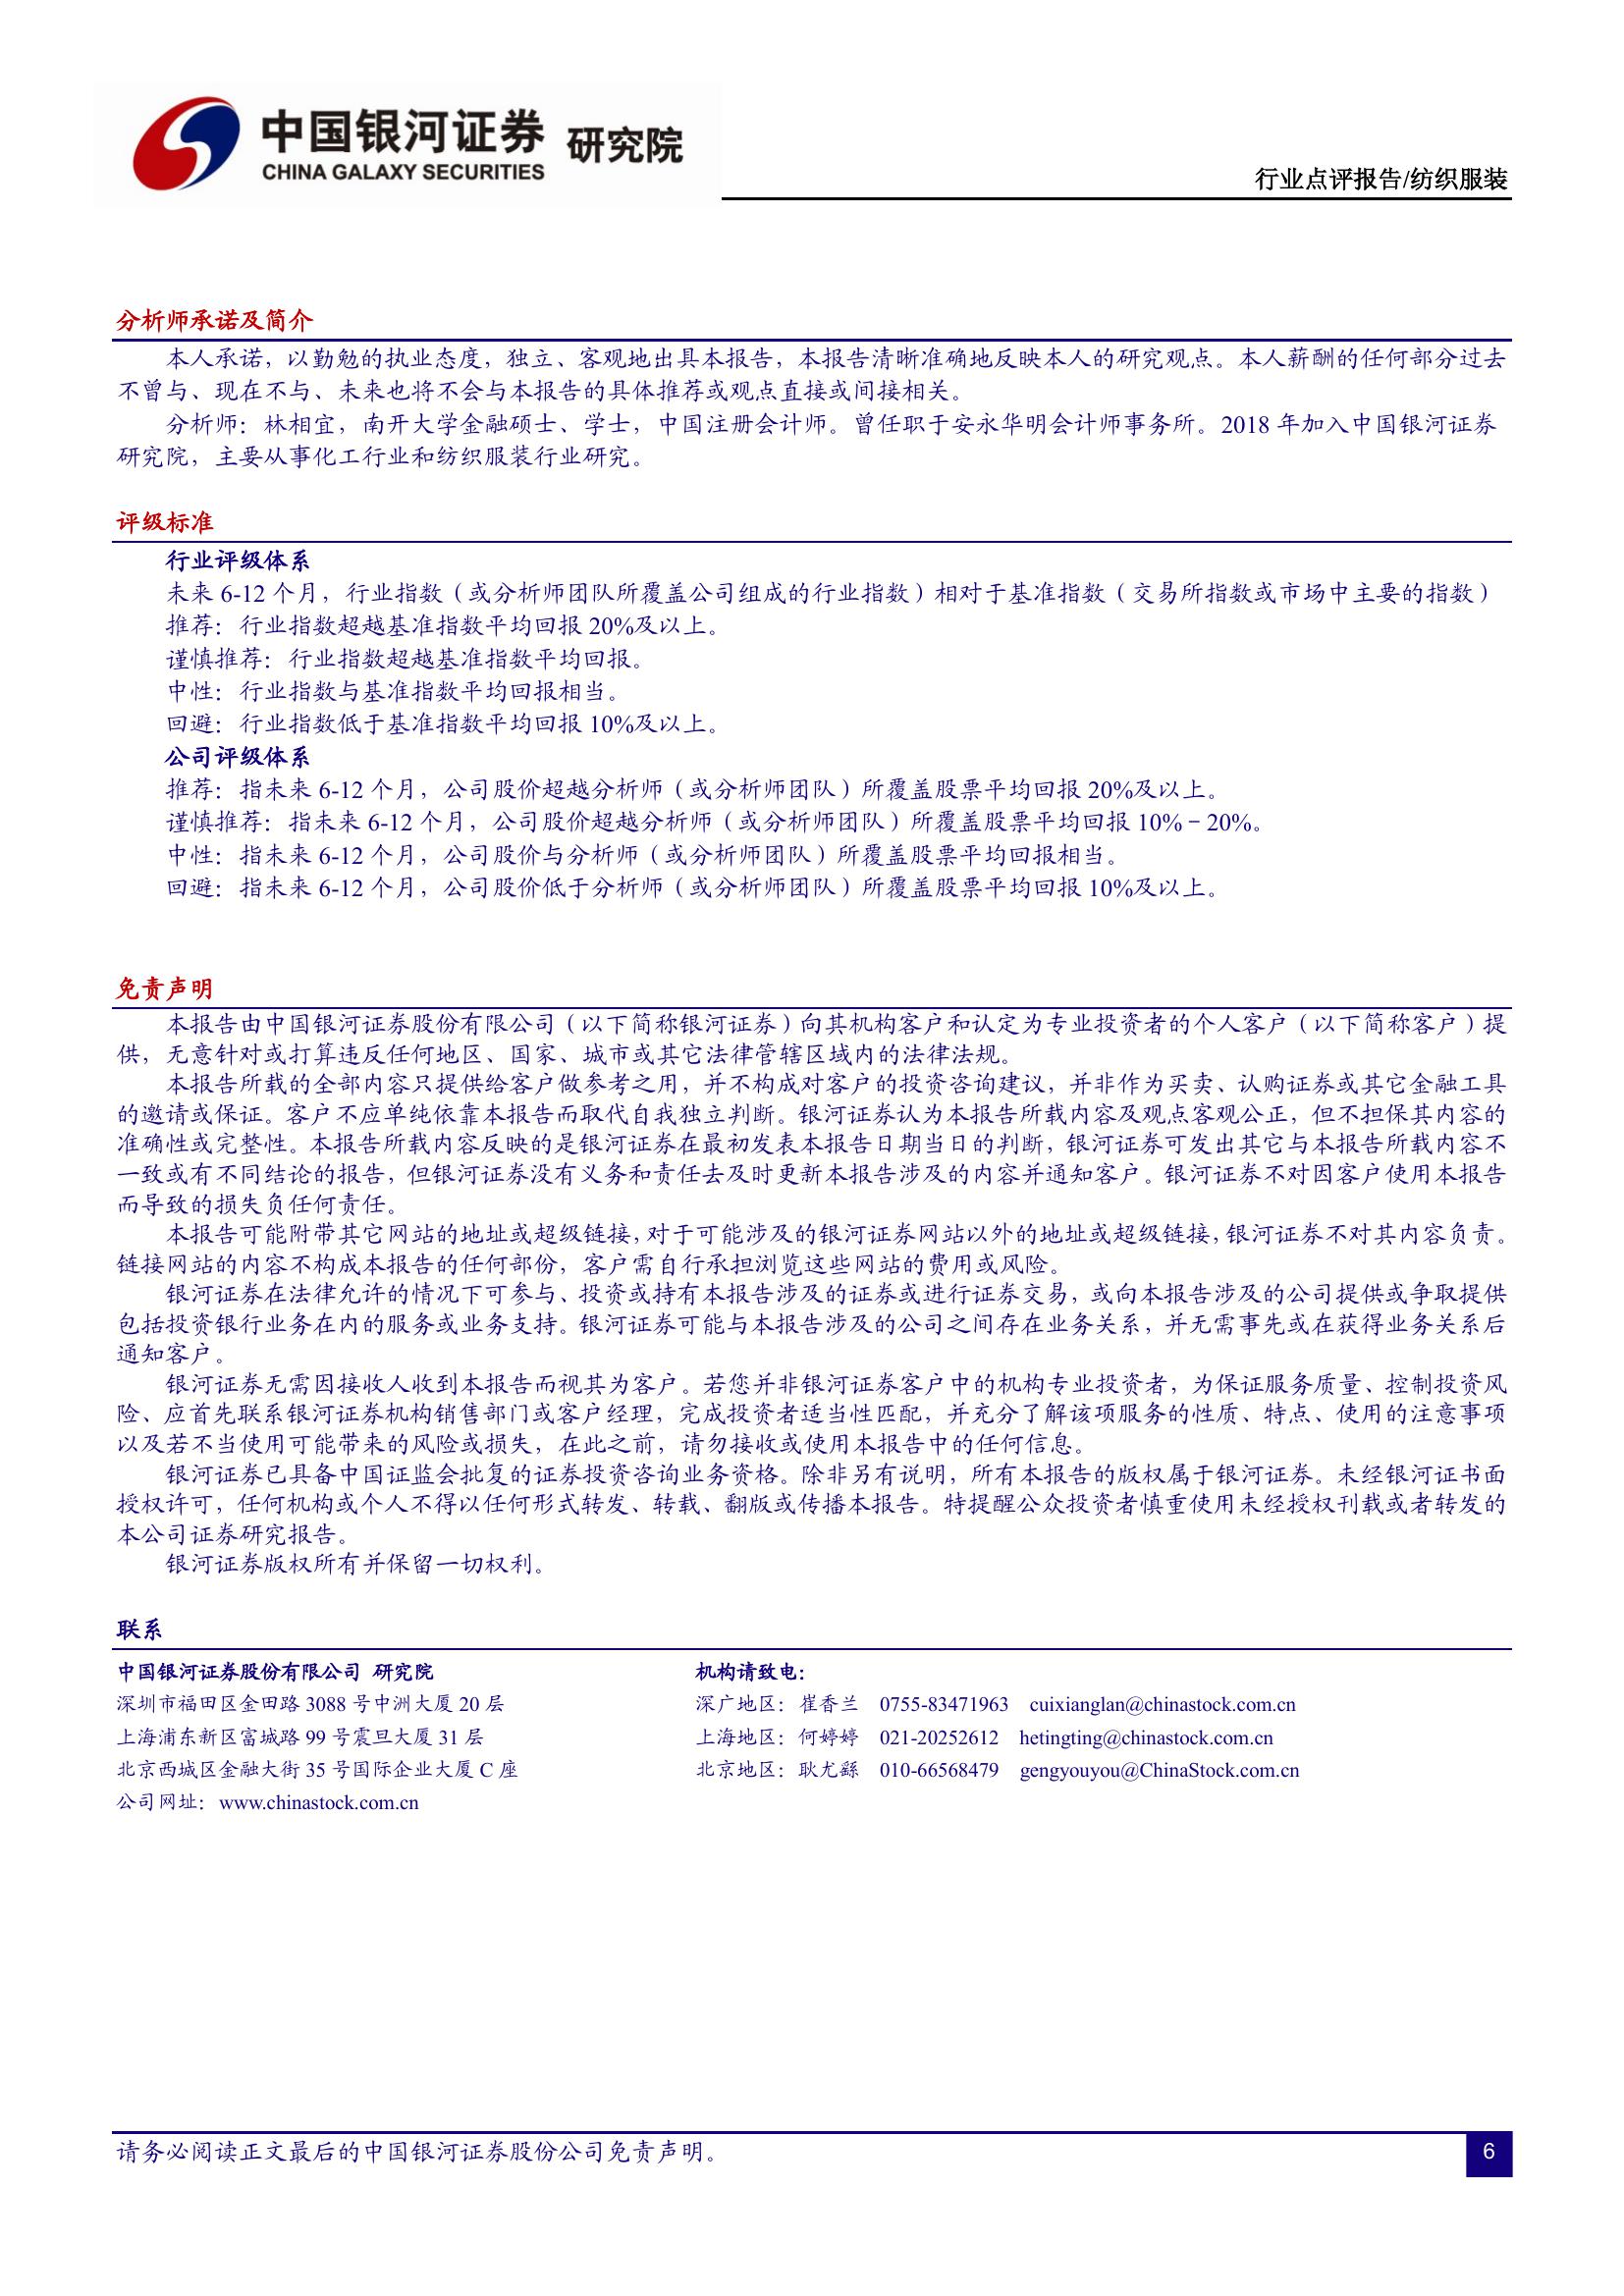 中国银河证券 研究院
CHINA GALAXY SECURITIES
行业点评报告/纺织服装
分析师承诺及简介
本人承诺，以勤勉的执业态度，独立、客观地出具本报告，本报告清晰准确地反映本人的研究观点。本人薪酬的任何部分过去
不曾与、现在不与、未来也将不会与本报告的具体推荐或观点直接或间接相关。
分析师：林相宜，南开大学金融硕士、学士，中国注册会计师。曾任职于安永华明会计师事务所。2018 年加入中国银河证券
研究院，主要从事化工行业和纺织服装行业研究。
评级标准
行业评级体系
未来 6-12 个月，行业指数（或分析师团队所覆盖公司组成的行业指数）相对于基准指数（交易所指数或市场中主要的指数）
推荐：行业指数超越基准指数平均回报 20%及以上。
谨慎推荐：行业指数超越基准指数平均回报。
中性：行业指数与基准指数平均回报相当。
回避：行业指数低于基准指数平均回报 10%及以上。
公司评级体系
推荐：指未来 6-12 个月，公司股价超越分析师（或分析师团队）所覆盖股票平均回报 20%及以上。
谨慎推荐：指未来 6-12 个月，公司股价超越分析师（或分析师团队）所覆盖股票平均回报 10%－20%。
中性：指未来 6-12 个月，公司股价与分析师（或分析师团队）所覆盖股票平均回报相当。
回避：指未来 6-12 个月，公司股价低于分析师（或分析师团队）所覆盖股票平均回报 10%及以上。
免责声明
本报告由中国银河证券股份有限公司（以下简称银河证券）向其机构客户和认定为专业投资者的个人客户（以下简称客户）提
供，无意针对或打算违反任何地区、国家、城市或其它法律管辖区域内的法律法规。
本报告所载的全部内容只提供给客户做参考之用，并不构成对客户的投资咨询建议，并非作为买卖、认购证券或其它金融工具
的邀请或保证。客户不应单纯依靠本报告而取代自我独立判断。银河证券认为本报告所载内容及观点客观公正，但不担保其内容的
准确性或完整性。本报告所载内容反映的是银河证券在最初发表本报告日期当日的判断，银河证券可发出其它与本报告所载内容不
一致或有不同结论的报告，但银河证券没有义务和责任去及时更新本报告涉及的内容并通知客户。银河证券不对因客户使用本报告
而导致的损失负任何责任。
本报告可能附带其它网站的地址或超级链接，对于可能涉及的银河证券网站以外的地址或超级链接，银河证券不对其内容负责。
链接网站的内容不构成本报告的任何部份，客户需自行承担浏览这些网站的费用或风险。
银河证券在法律允许的情况下可参与、投资或持有本报告涉及的证券或进行证券交易，或向本报告涉及的公司提供或争取提供
包括投资银行业务在内的服务或业务支持。银河证券可能与本报告涉及的公司之间存在业务关系，并无需事先或在获得业务关系后
通知客户。
银河证券无需因接收人收到本报告而视其为客户。若您并非银河证券客户中的机构专业投资者，为保证服务质量、控制投资风
险、应首先联系银河证券机构销售部门或客户经理，完成投资者适当性匹配，并充分了解该项服务的性质、特点、使用的注意事项
以及若不当使用可能带来的风险或损失，在此之前，请勿接收或使用本报告中的任何信息。
银河证券已具备中国证监会批复的证券投资咨询业务资格。除非另有说明，所有本报告的版权属于银河证券。未经银河证书面
授权许可，任何机构或个人不得以任何形式转发、转载、翻版或传播本报告。特提醒公众投资者慎重使用未经授权刊载或者转发的
本公司证券研究报告。
银河证券版权所有并保留一切权利。
联系
中国银河证券股份有限公司 研究院
深圳市福田区金田路 3088 号中洲大厦 20 层
上海浦东新区富城路 99 号震旦大厦 31 层
北京西城区金融大街 35 号国际企业大厦 C 座
公司网址：www.chinastock.com.cn
机构请致电：
深广地区：崔香兰 0755-83471963 cuixianglan@chinastock.com.cn
上海地区：何婷婷 021-20252612 hetingting@chinastock.com.cn
北京地区：耿尤繇 010-66568479 gengyouyou@ChinaStock.com.cn
请务必阅读正文最后的中国银河证券股份公司免责声明。
6